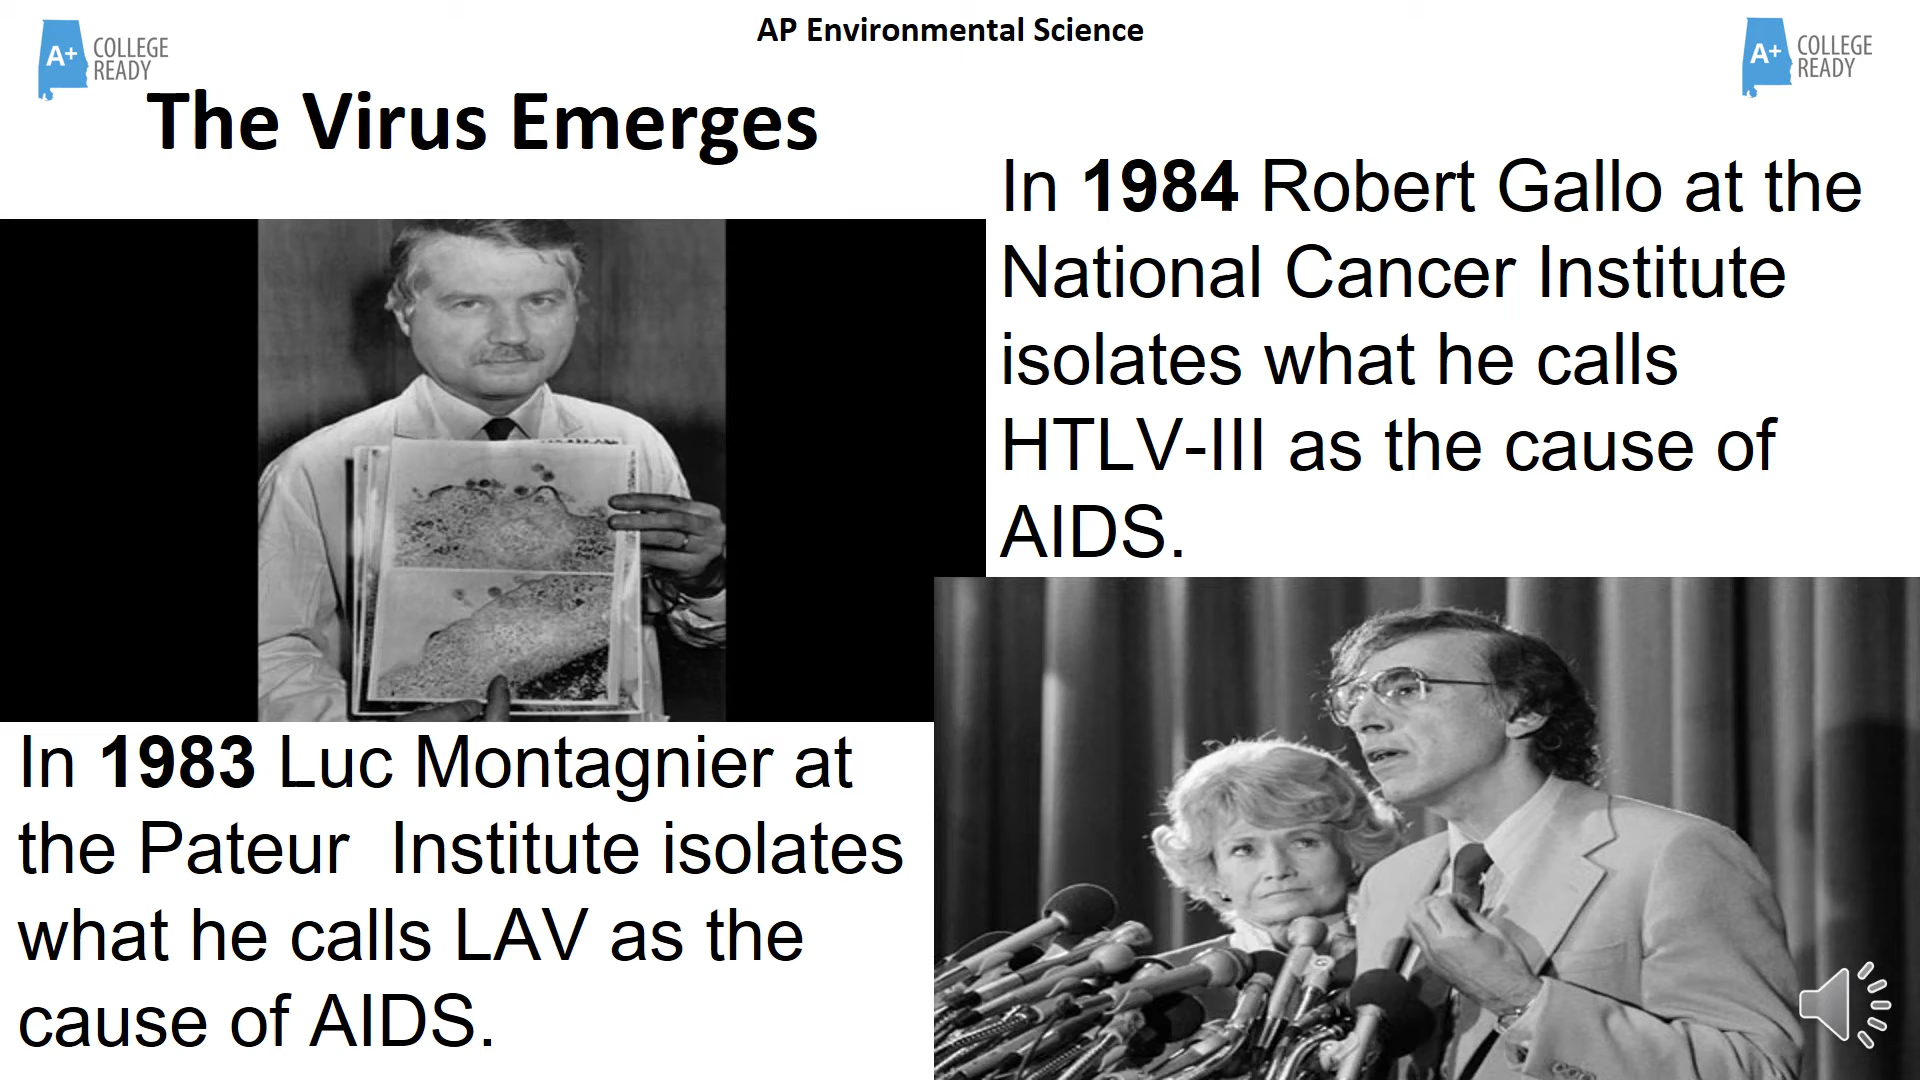 AP Environmental Science
A+ COLLEGE
READY
A+ COLLEGE
READY
The Virus Emerges
In 1984 Robert Gallo at the
National Cancer Institute
isolates what he calls
HTLV-III as the cause of
AIDS.
In 1983 Luc Montagnier at
the Pateur  Institute isolates
what he calls LAV as the
cause of AIDS.